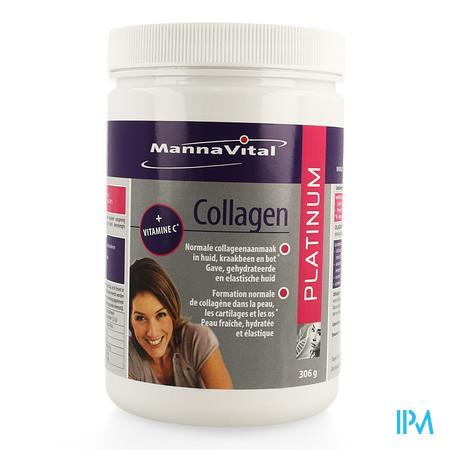 MannaVital
+
VITAMINE C*
Collagen
Normale collageenaanmaak
in huid, kraakbeen en bot*
Gave, gehydrateerde
en elastische huid
Formation normale
de collagène dans la peau,
les cartilages et les os*
Peau fraîche, hydratée
et élastique
PLATINUM
306 g
IPM